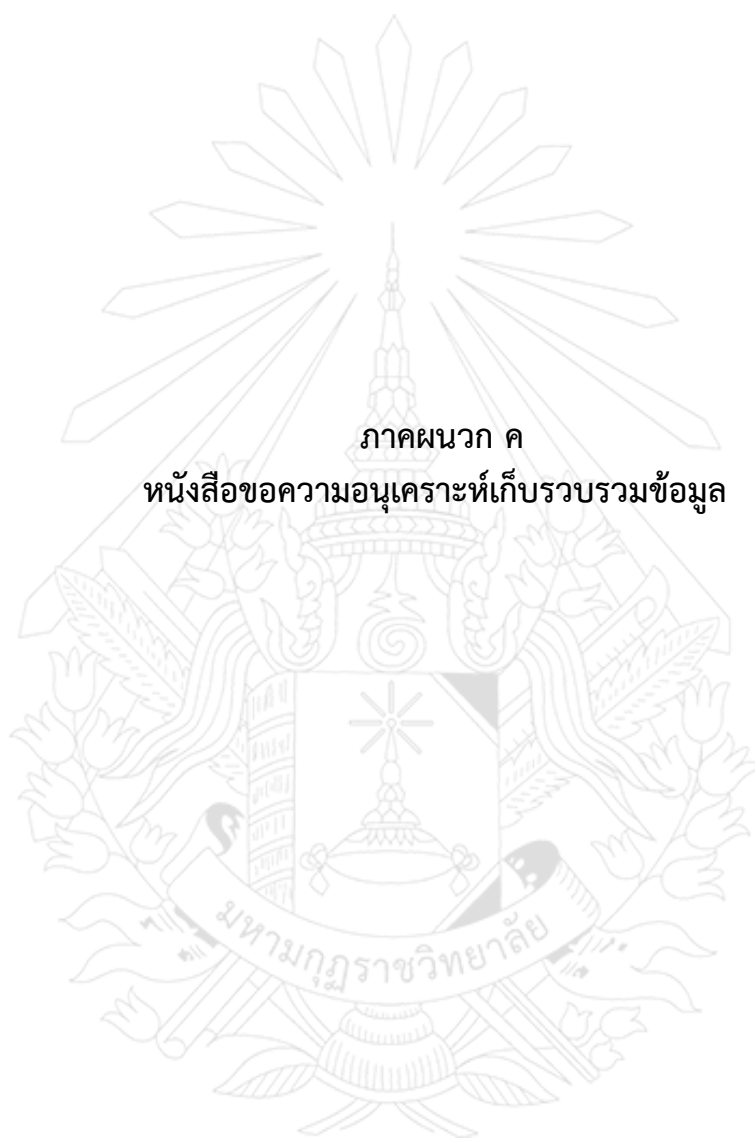 ภาคผนวก ค
หนังสือขอความอนุเคราะห์เก็บรวบรวมข้อมูล
มหามกุฏราชวิทยาลัย